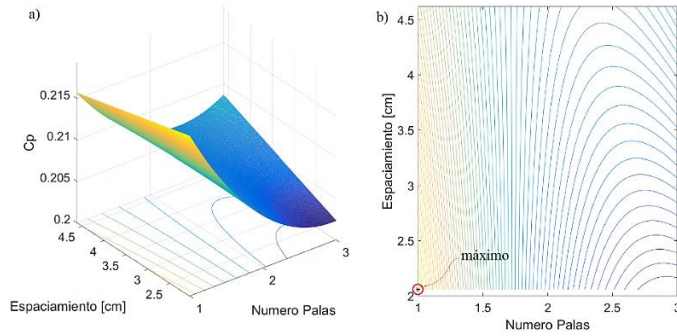 a)
0.215
0.21
0.205
0.2
Cp
4.5
4
3.5
3
2.5
Espaciamiento [cm]
1
2
3
Numero Palas
b)
4.5
4
3.5
3
2.5
2
Espaciamiento [cm]
máximo
1
1.5
2
2.5
3
Numero Palas